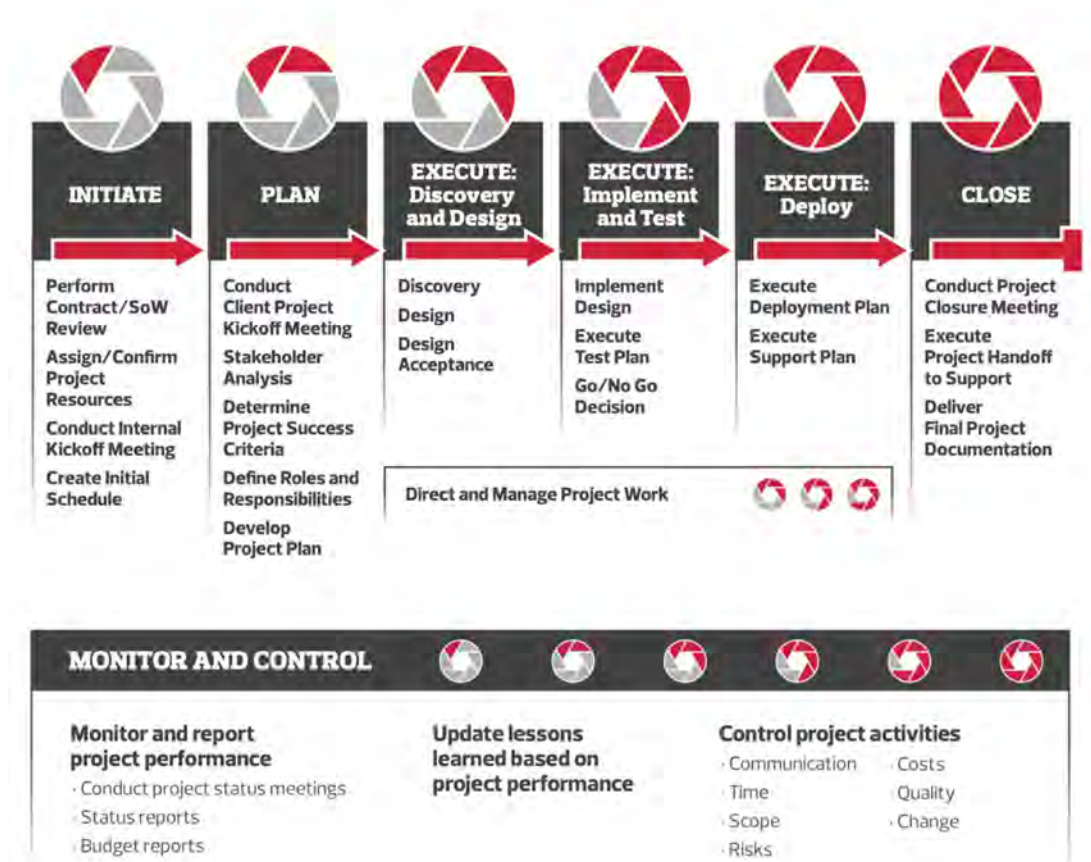 INITIATE
Perform
Contract/SoW
Review
Assign/Confirm
Project
Resources
Conduct Internal
Kickoff Meeting
Create Initial
Schedule
PLAN
Conduct
Client Project
Kickoff Meeting
Stakeholder
Analysis
Determine
Project Success
Criteria
Define Roles and
Responsibilities
Develop
Project Plan
EXECUTE:
Discovery
and Design
Discovery
Design
Design
Acceptance
EXECUTE:
Implement
and Test
Implement
Design
Execute
Test Plan
Go/No Go
Decision
EXECUTE:
Deploy
Execute
Deployment Plan
Execute
Support Plan
CLOSE
Conduct Project
Closure Meeting
Execute
Project Handoff
to Support
Deliver
Final Project
Documentation
Direct and Manage Project Work
MONITOR AND CONTROL
Monitor and report
project performance
· Conduct project status meetings
· Status reports
· Budget reports
Update lessons
learned based on
project performance
Control project activities
· Communication
· Time
· Scope
· Risks
· Costs
· Quality
· Change